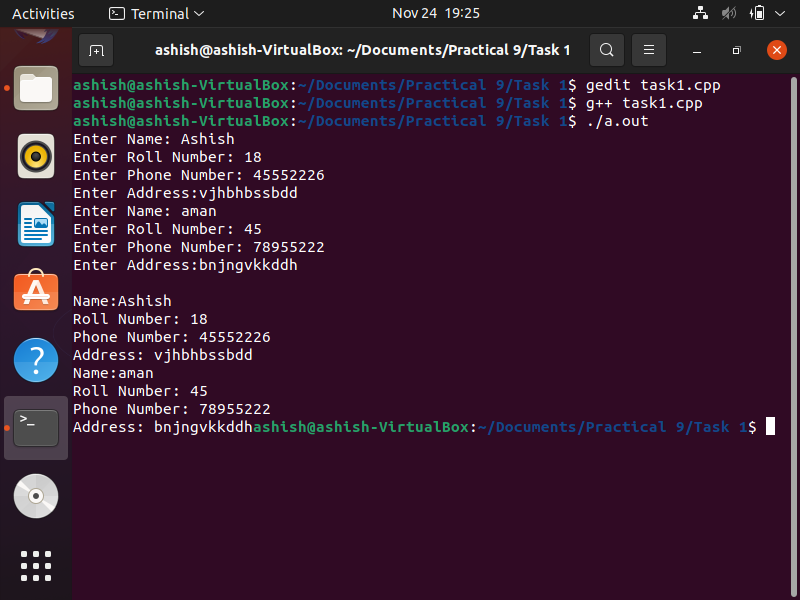 Activities Terminal Nov 24 19:25
ashish@ashish-VirtualBox: ~/Documents/Practical 9/Task 1
ashish@ashish-VirtualBox:~/Documents/Practical 9/Task 1$ gedit task1.cpp
ashish@ashish-VirtualBox:~/Documents/Practical 9/Task 1$ g++ task1.cpp
ashish@ashish-VirtualBox:~/Documents/Practical 9/Task 1$ ./a.out
Enter Name: Ashish
Enter Roll Number: 18
Enter Phone Number: 45552226
Enter Address:vjhbhbssbdd
Enter Name: aman
Enter Roll Number: 45
Enter Phone Number: 78955222
Enter Address:bnjngvkkddh
Name:Ashish
Roll Number: 18
Phone Number: 45552226
Address: vjhbhbssbdd
Name:aman
Roll Number: 45
Phone Number: 78955222
Address: bnjngvkkddhashish@ashish-VirtualBox:~/Documents/Practical 9/Task 1$